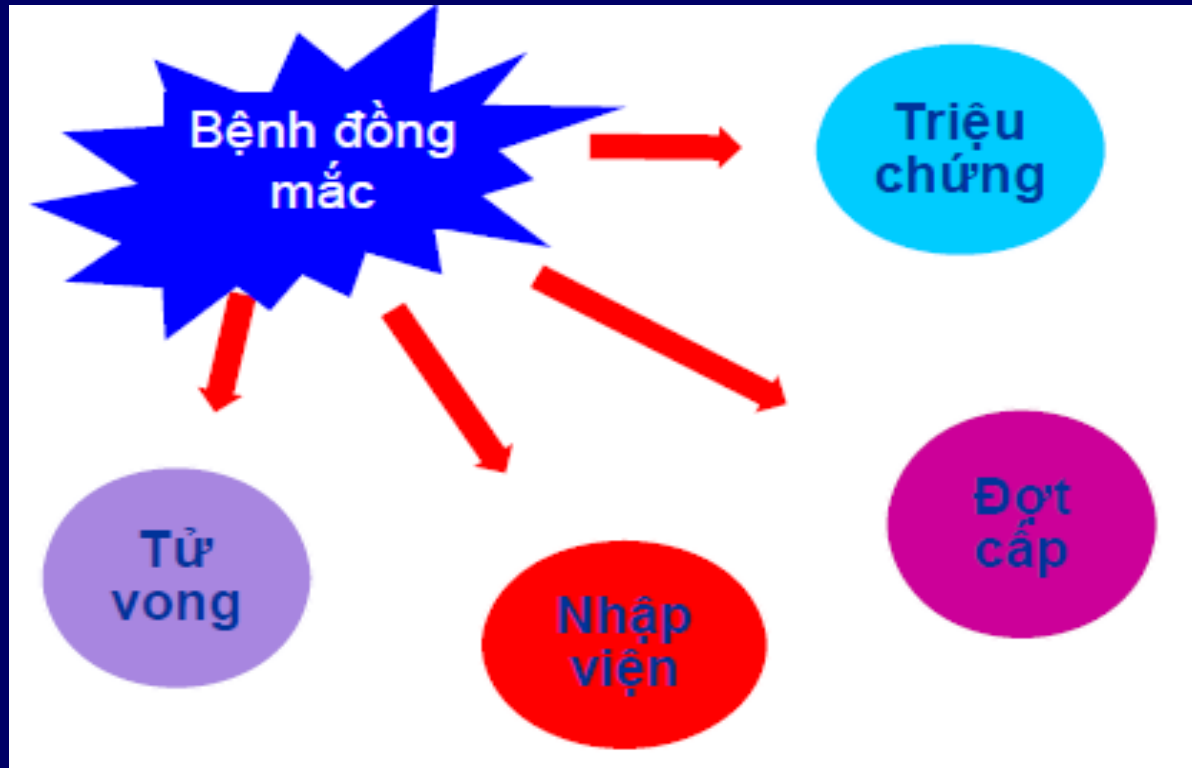 Bệnh đồng
mắc
Triệu
chứng
Đợt
cấp
Nhập
viện
Tử
vong